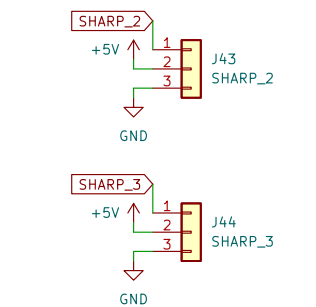 SHARP_2
+5V
1
2
3
J43
SHARP_2
GND
SHARP_3
+5V
1
2
3
J44
SHARP_3
GND